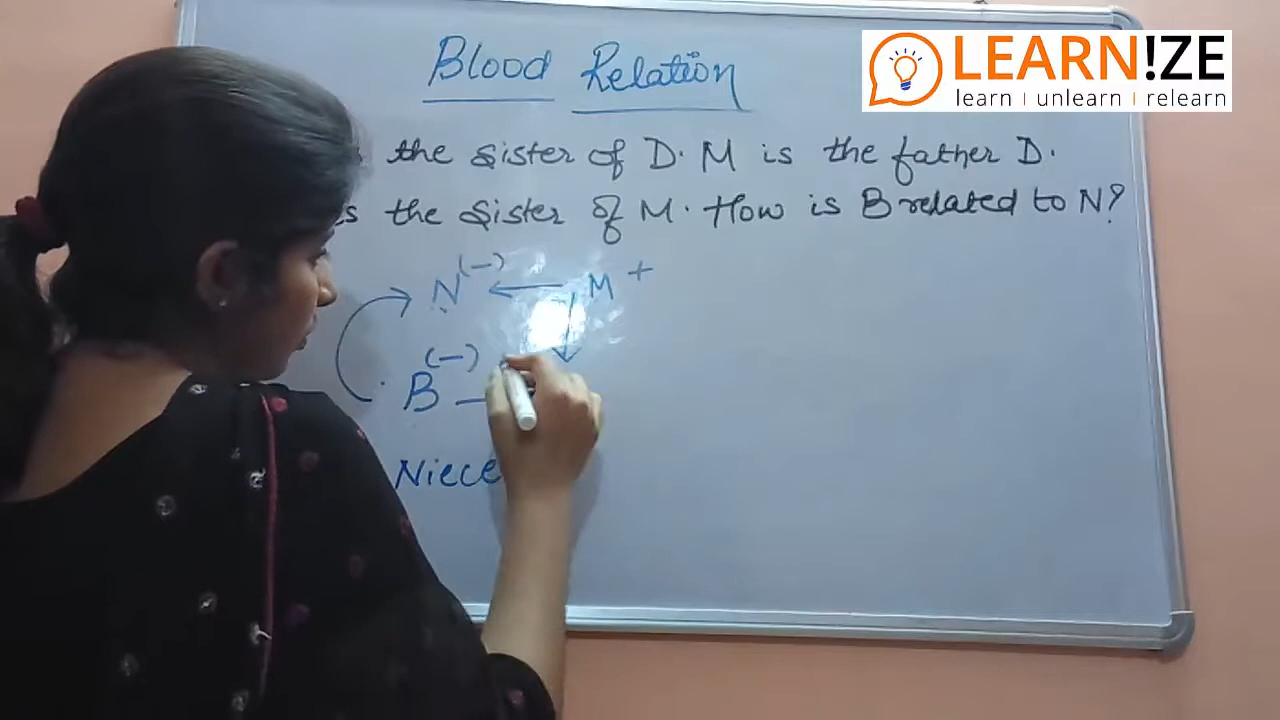 Blood Relation
LEARN!ZE
learn | unlearn | relearn
the sister of D. M is the father D.
s the sister of M. How is B related to N?
N (-) M +
(-)
B
Niece